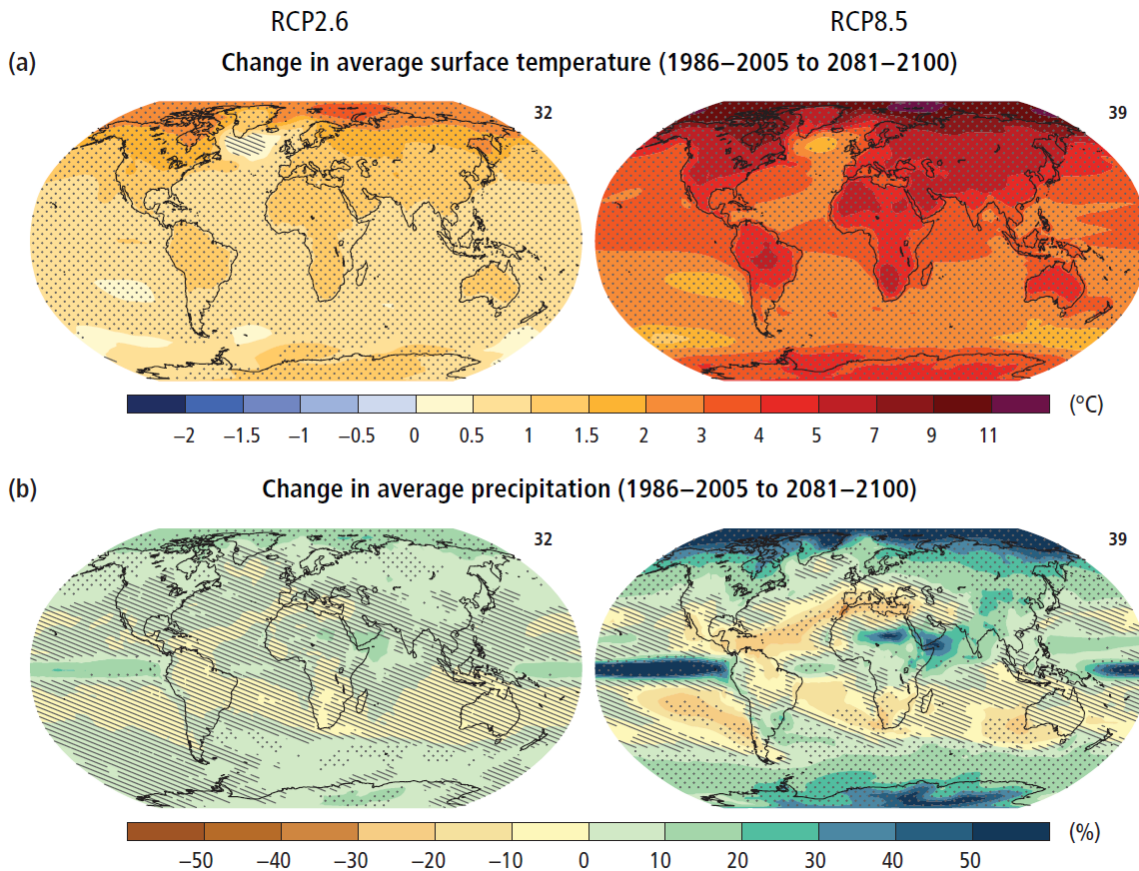 RCP2.6 RCP8.5
(a) Change in average surface temperature (1986–2005 to 2081–2100)
32 39
(°C)
−2 −1.5 −1 −0.5 0 0.5 1 1.5 2 3 4 5 7 9 11
(b) Change in average precipitation (1986–2005 to 2081–2100)
32 39
(%)
−50 −40 −30 −20 −10 0 10 20 30 40 50